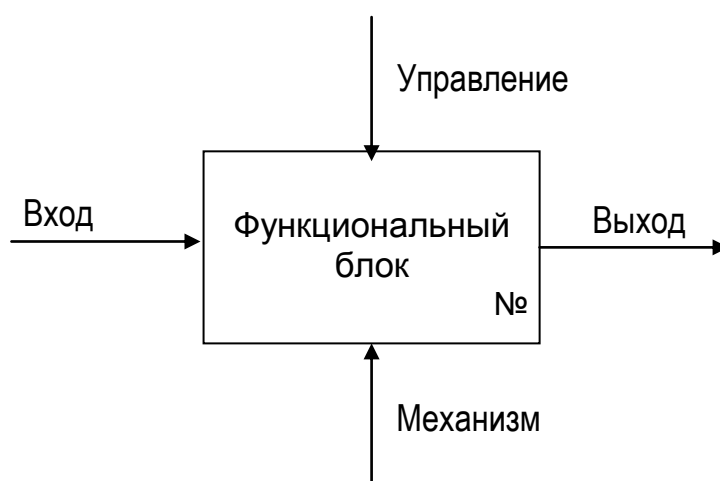 Управление
Вход
Функциональный
блок
№
Выход
Механизм